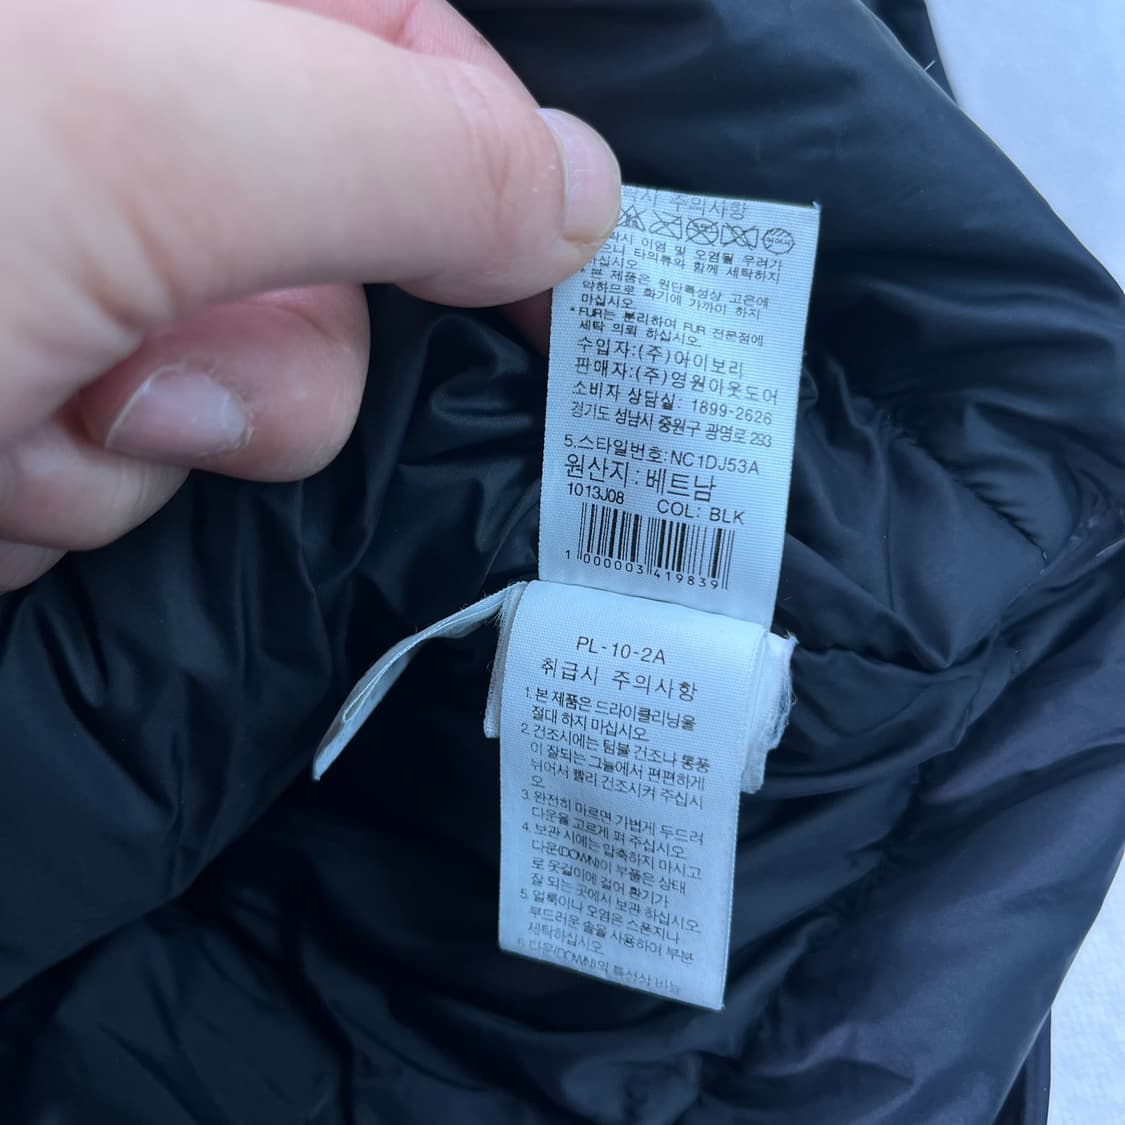 주의사항
이염 및 오염될 우려가
타의류와 함께 세탁하지
마십시오
* 본 제품은 원단특성상 고온에
약하므로 화기에 가까이 하지
마십시오.
* FUR는 분리하여 FUR 전문점에
세탁 의뢰 하십시오.
수입자:(주)아이보리
판매자:(주)영원아웃도어
소비자 상담실: 1899-2626
경기도 성남시 중원구 광명로 293
5.스타일번호:NC1DJ53A
원산지:베트남
1013J08 COL: BLK
1 000003 419839
PL-10-2A
취급시 주의사항
1.본 제품은 드라이클리닝을
절대 하지 마십시오
2.건조시에는 텀블 건조나 통풍
이 잘되는 그늘에서 편편하게
뉘어서 빨리 건조시켜 주십시
오
3.완전히 마르면 가볍게 두드려
다운을 고르게 펴 주십시오
4.보관 시에는 압축하지 마시고
다운(DOWN)이 부풀은 상태
로 옷걸이에 걸어 환기가
잘 되는 곳에서 보관 하십시오
5.얼룩이나 오염은 스폰지나
부드러운 솔을 사용하여 부분
세탁하십시오
6.다운(DOWN)의 특성상 바늘